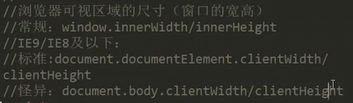 //浏览器可视区域的尺寸（窗口的宽高）
//常规：window.innerWidth/innerHeight
//IE9/IE8及以下：
//标准:document.documentElement.clientWidth/
clientHeight
//怪异：document.body.clientWidth/clientHeight